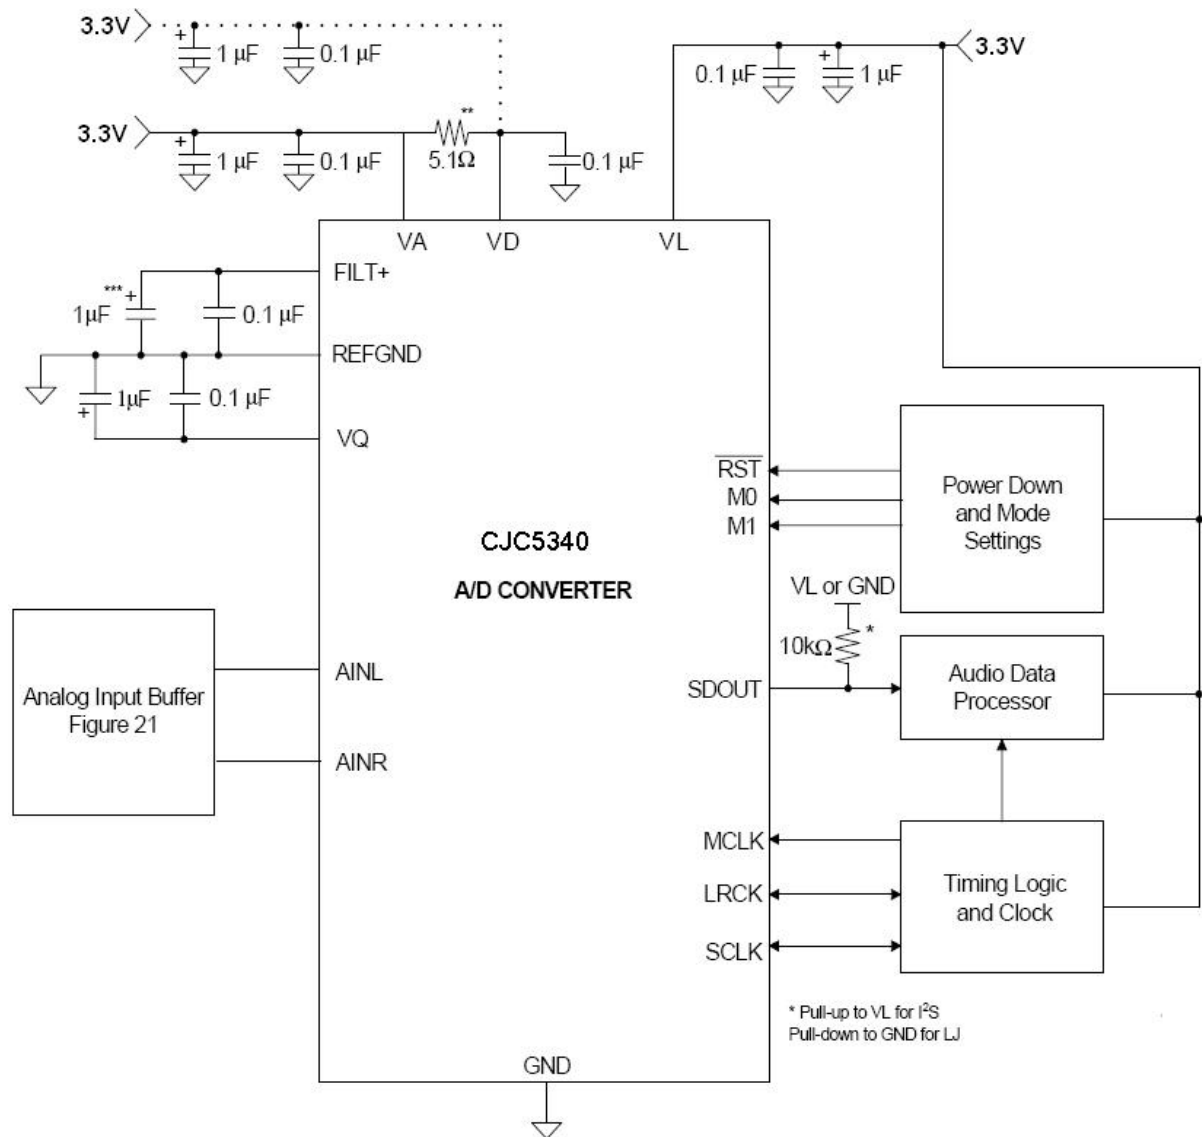 3.3V
+
1 µF
0.1 µF
3.3V
0.1 µF
+
1 µF
3.3V
+
1 µF
0.1 µF
**
5.1Ω
0.1 µF
VA
VD
VL
FILT+
***
+
1µF
0.1 µF
REFGND
+
1µF
0.1 µF
VQ
RST
M0
M1
Power Down
and Mode
Settings
CJC5340
A/D CONVERTER
VL or GND
*
10kΩ
Analog Input Buffer
Figure 21
AINL
AINR
SDOUT
Audio Data
Processor
MCLK
LRCK
SCLK
Timing Logic
and Clock
* Pull-up to VL for I²S
Pull-down to GND for LJ
GND